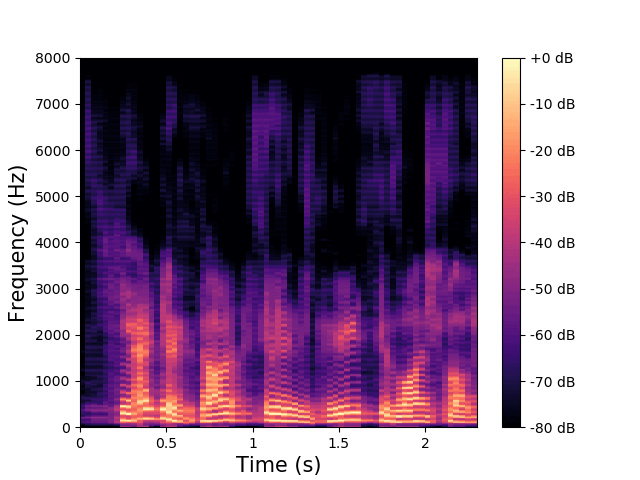 8000
7000
6000
5000
4000
3000
2000
1000
0
Frequency (Hz)
0
0.5
1
1.5
2
Time (s)
+0 dB
-10 dB
-20 dB
-30 dB
-40 dB
-50 dB
-60 dB
-70 dB
-80 dB